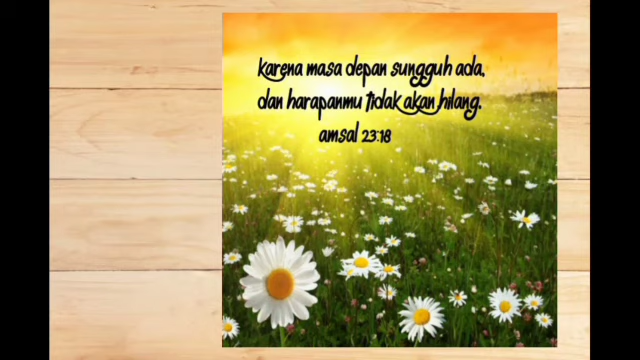 karena masa depan sungguh ada,
dan harapanmu tidak akan hilang.
amsal 23:18